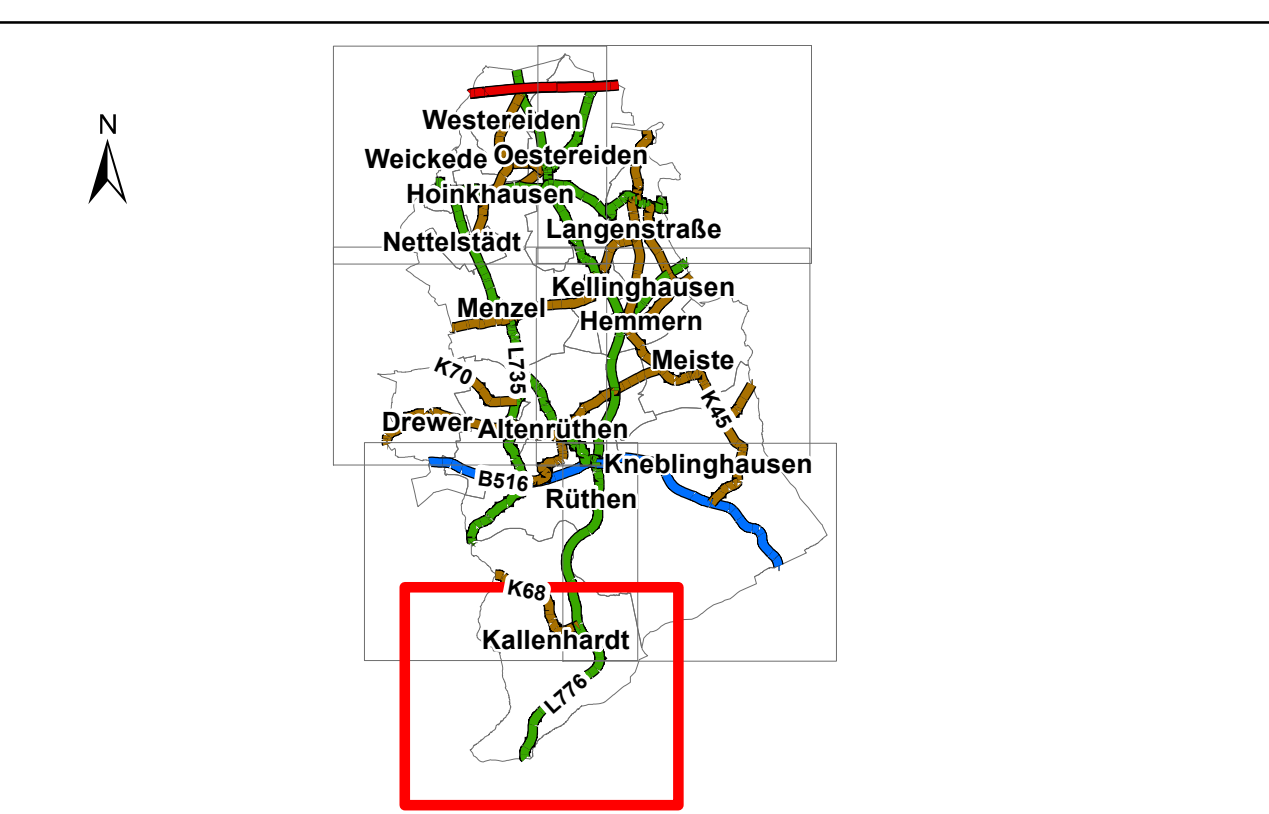 N
Westereiden
Weickede
Oestereiden
Hoinkhausen
Langenstraße
Nettelstädt
Kellinghausen
Menzel
Hemmern
L735
K70
Meiste
K45
Drewer
Altenrüthen
Kneblinghausen
B516
Rüthen
K68
Kallenhardt
L776